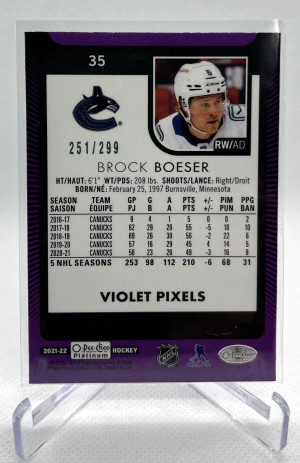 35
251/299
RW/AD
BROCK BOESER
HT/HAUT: 6'1" WT/PDS: 208 lbs. SHOOTS/LANCE: Right/Droit
BORN/NÉ: February 25, 1997 Burnsville, Minnesota
SEASON TEAM GP G A PTS +/- PIM PPG
SAISON ÉQUIPE PJ B A PTS +/- PUN BAN
2016-17 CANUCKS 9 4 1 5 0 0 2
2017-18 CANUCKS 62 29 26 55 -5 16 10
2018-19 CANUCKS 69 26 30 56 -2 22 6
2019-20 CANUCKS 57 16 29 45 4 14 5
2020-21 CANUCKS 56 23 26 49 -3 16 8
5 NHL SEASONS 253 98 112 210 -6 68 31
VIOLET PIXELS
2021-22 O-Pee-Chee Platinum HOCKEY
NHL